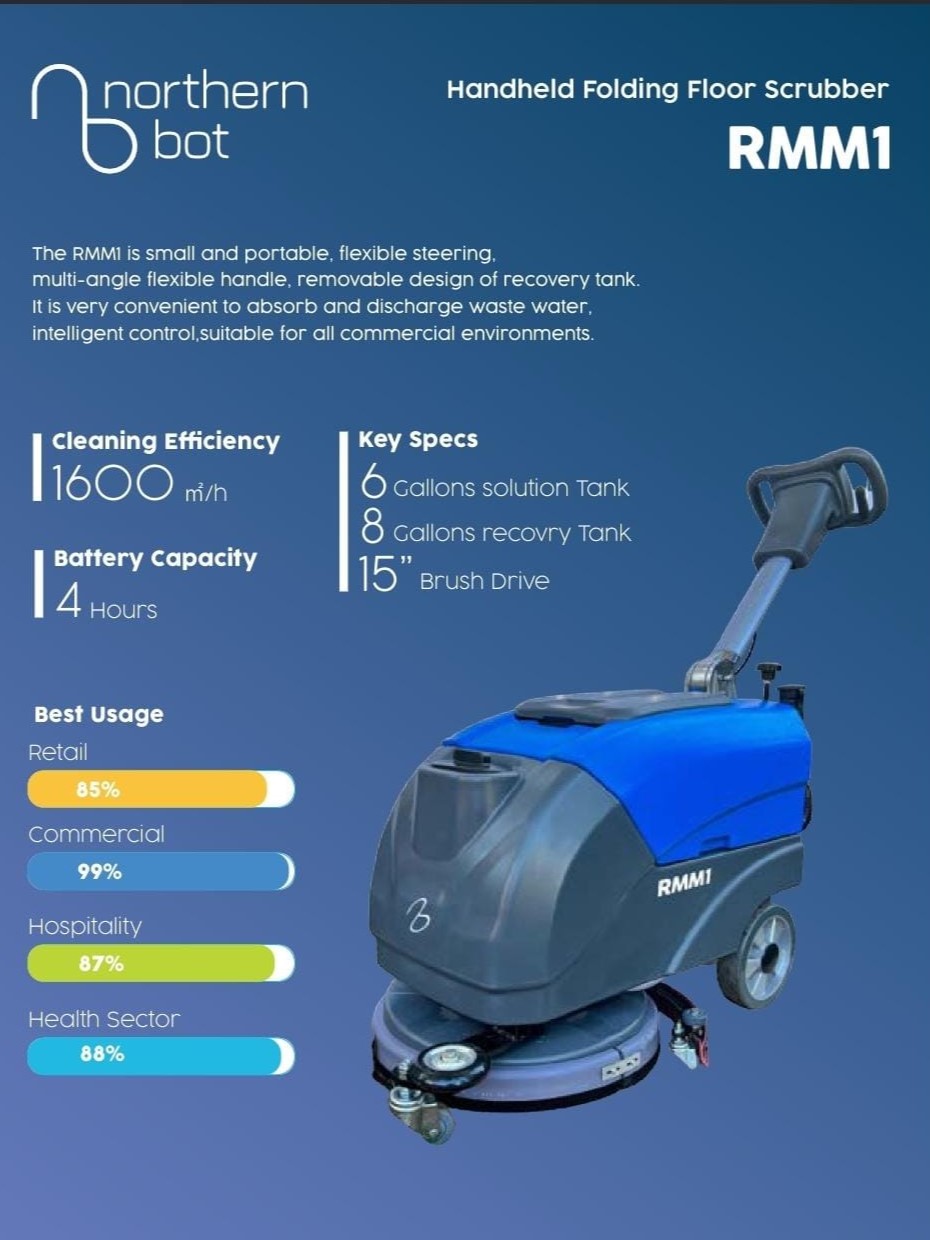 northern
bot
Handheld Folding Floor Scrubber
RMM1
The RMM1 is small and portable, flexible steering,
multi-angle flexible handle, removable design of recovery tank.
It is very convenient to absorb and discharge waste water,
intelligent control,suitable for all commercial environments.
Cleaning Efficiency
1600 ㎡/h
Battery Capacity
4 Hours
Key Specs
6 Gallons solution Tank
8 Gallons recovry Tank
15” Brush Drive
Best Usage
Retail
85%
Commercial
99%
Hospitality
87%
Health Sector
88%
RMM1